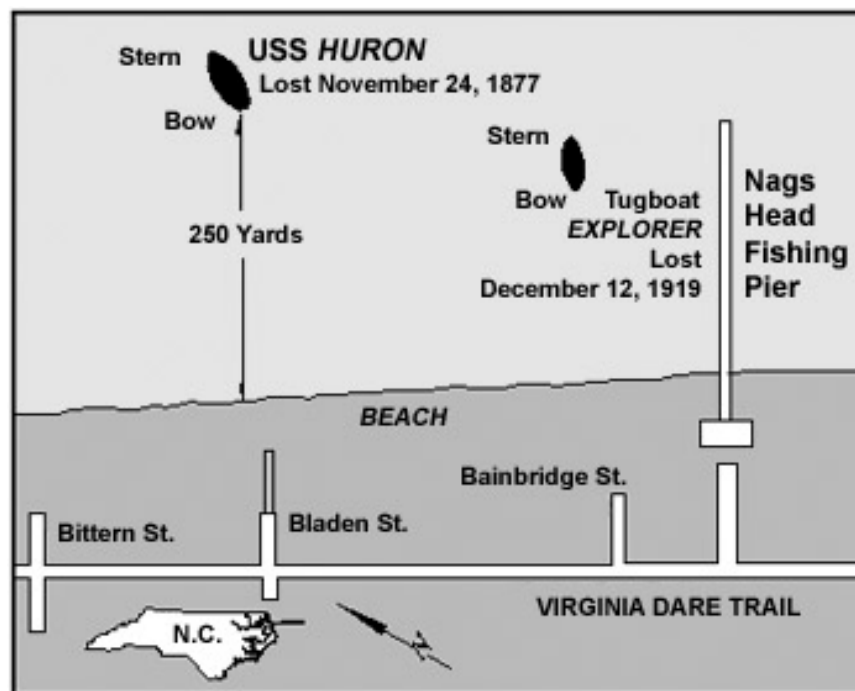 Stern
USS HURON
Lost November 24, 1877
Bow
250 Yards
Stern
Bow
Tugboat
EXPLORER
Lost
December 12, 1919
Nags
Head
Fishing
Pier
BEACH
Bainbridge St.
Bittern St.
Bladen St.
VIRGINIA DARE TRAIL
N.C.
N